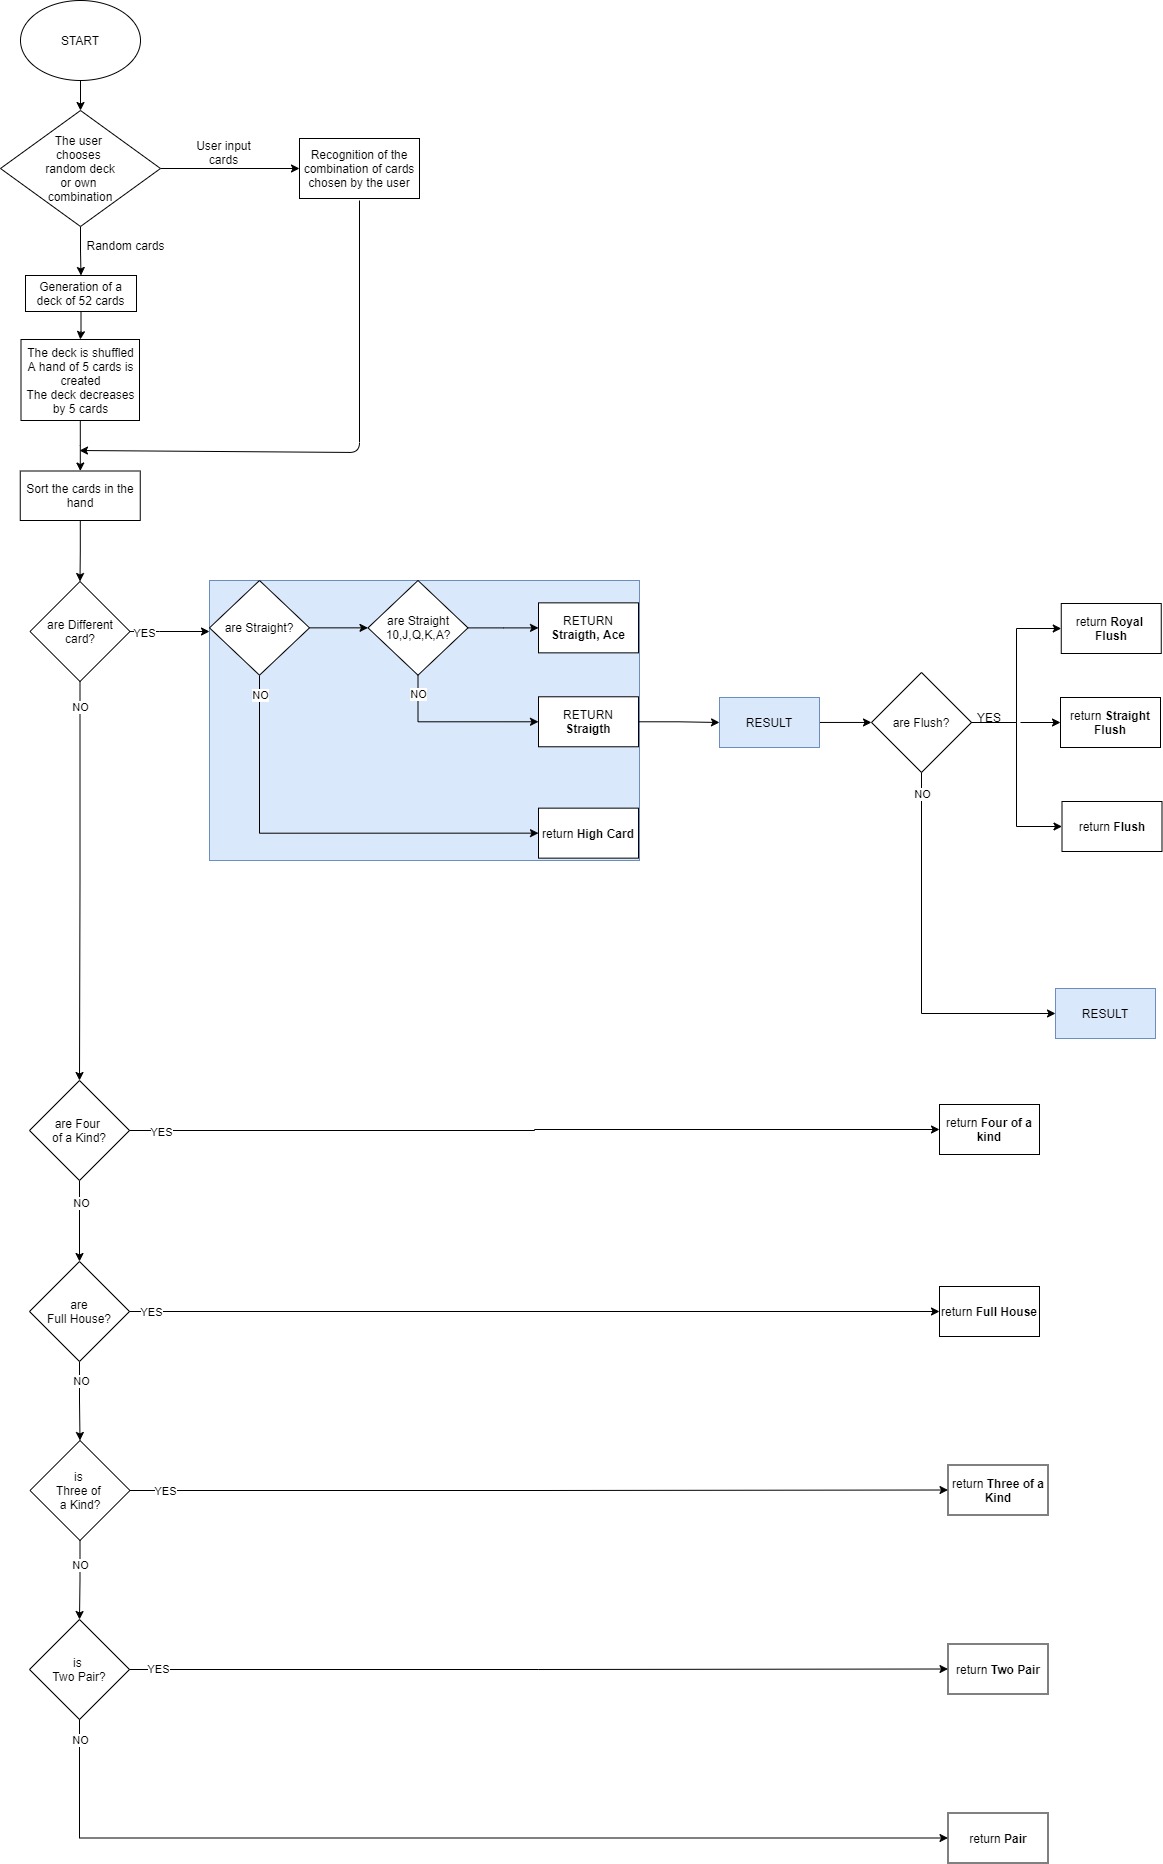 START
The user
chooses
random deck
or own
combination
User input
cards
Recognition of the
combination of cards
chosen by the user
Random cards
Generation of a
deck of 52 cards
The deck is shuffled
A hand of 5 cards is
created
The deck decreases
by 5 cards
Sort the cards in the
hand
are Different
card?
YES
NO
are Straight?
NO
are Straight
10,J,Q,K,A?
NO
RETURN
Straigth, Ace
RETURN
Straigth
return High Card
RESULT
are Flush?
YES
NO
return Royal
Flush
return Straight
Flush
return Flush
RESULT
are Four
of a Kind?
YES
return Four of a
kind
NO
are
Full House?
YES
return Full House
NO
is
Three of
a Kind?
YES
return Three of a
Kind
NO
is
Two Pair?
YES
return Two Pair
NO
return Pair